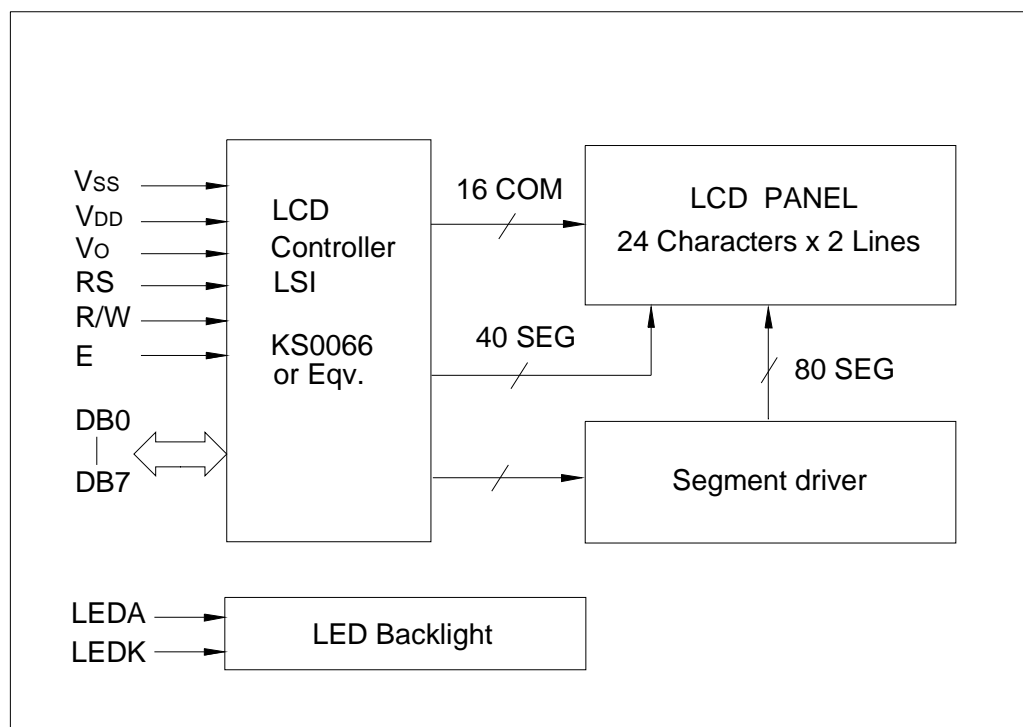 VSS
VDD
VO
RS
R/W
E
DB0
DB7
LCD
Controller
LSI
KS0066
or Eqv.
16 COM
40 SEG
LCD PANEL
24 Characters x 2 Lines
80 SEG
Segment driver
LEDA
LEDK
LED Backlight